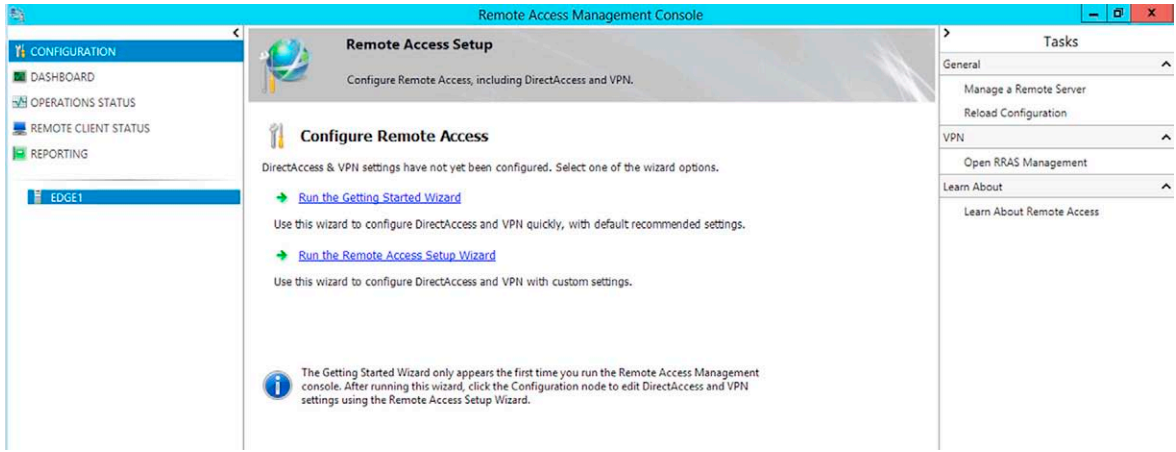 Remote Access Management Console
CONFIGURATION
DASHBOARD
OPERATIONS STATUS
REMOTE CLIENT STATUS
REPORTING
EDGE1
Remote Access Setup
Configure Remote Access, including DirectAccess and VPN.
Configure Remote Access
DirectAccess & VPN settings have not yet been configured. Select one of the wizard options.
Run the Getting Started Wizard
Use this wizard to configure DirectAccess and VPN quickly, with default recommended settings.
Run the Remote Access Setup Wizard
Use this wizard to configure DirectAccess and VPN with custom settings.
The Getting Started Wizard only appears the first time you run the Remote Access Management
console. After running this wizard, click the Configuration node to edit DirectAccess and VPN
settings using the Remote Access Setup Wizard.
Tasks
General
Manage a Remote Server
Reload Configuration
VPN
Open RRAS Management
Learn About
Learn About Remote Access